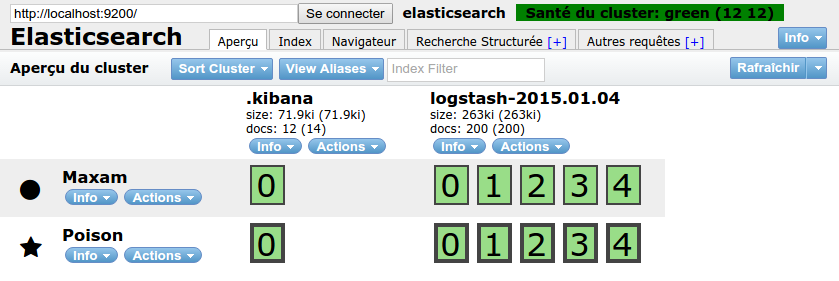 http://localhost:9200/ Se connecter elasticsearch Santé du cluster: green (12 12)
Elasticsearch Aperçu Index Navigateur Recherche Structurée [+] Autres requêtes [+] Info
Aperçu du cluster Sort Cluster View Aliases Index Filter Rafraîchir
.kibana logstash-2015.01.04
size: 71.9ki (71.9ki) size: 263ki (263ki)
docs: 12 (14) docs: 200 (200)
Info Actions Info Actions
Maxam 0 0 1 2 3 4
Info Actions
Poison 0 0 1 2 3 4
Info Actions